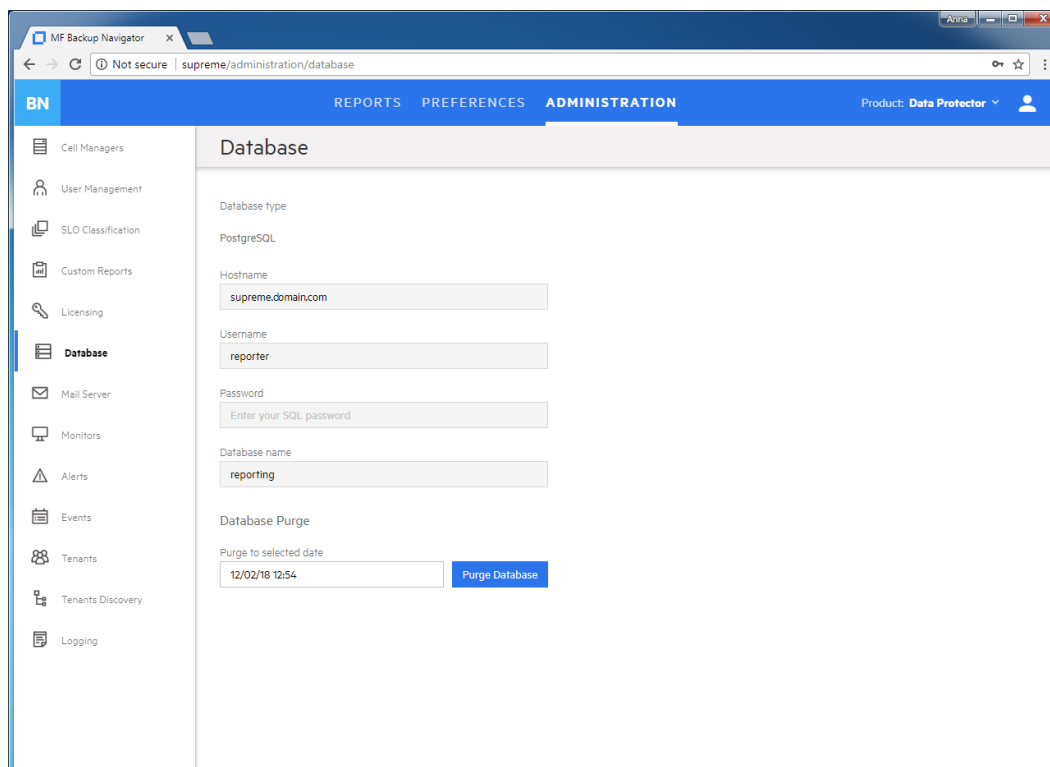 Anna
MF Backup Navigator
Not secure | supreme/administration/database
BN
REPORTS PREFERENCES ADMINISTRATION Product: Data Protector
Cell Managers
User Management
SLO Classification
Custom Reports
Licensing
Database
Mail Server
Monitors
Alerts
Events
Tenants
Tenants Discovery
Logging
Database
Database type
PostgreSQL
Hostname
supreme.domain.com
Username
reporter
Password
Enter your SQL password
Database name
reporting
Database Purge
Purge to selected date
12/02/18 12:54 Purge Database